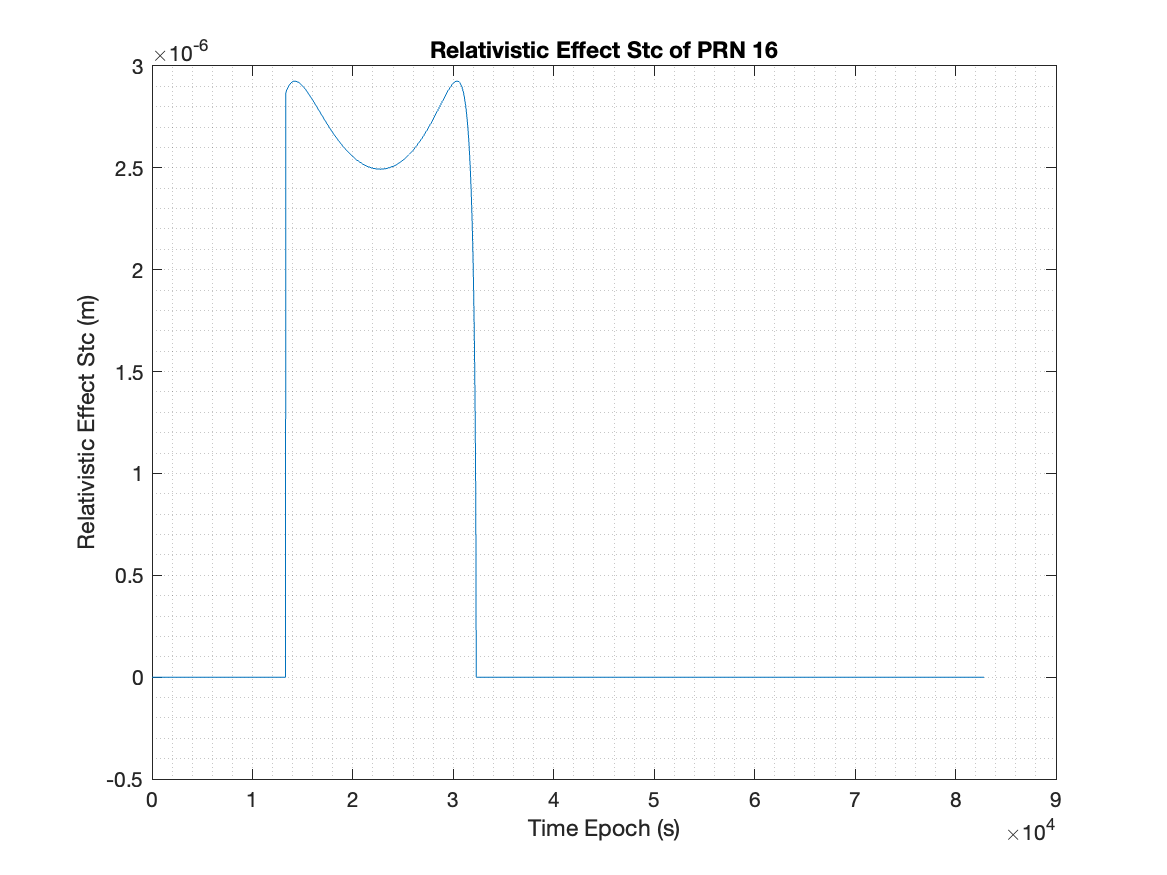 Relativistic Effect Stc of PRN 16
×10^-6
3
2.5
2
1.5
1
0.5
0
-0.5
Relativistic Effect Stc (m)
0 1 2 3 4 5 6 7 8 9
Time Epoch (s)
×10^4